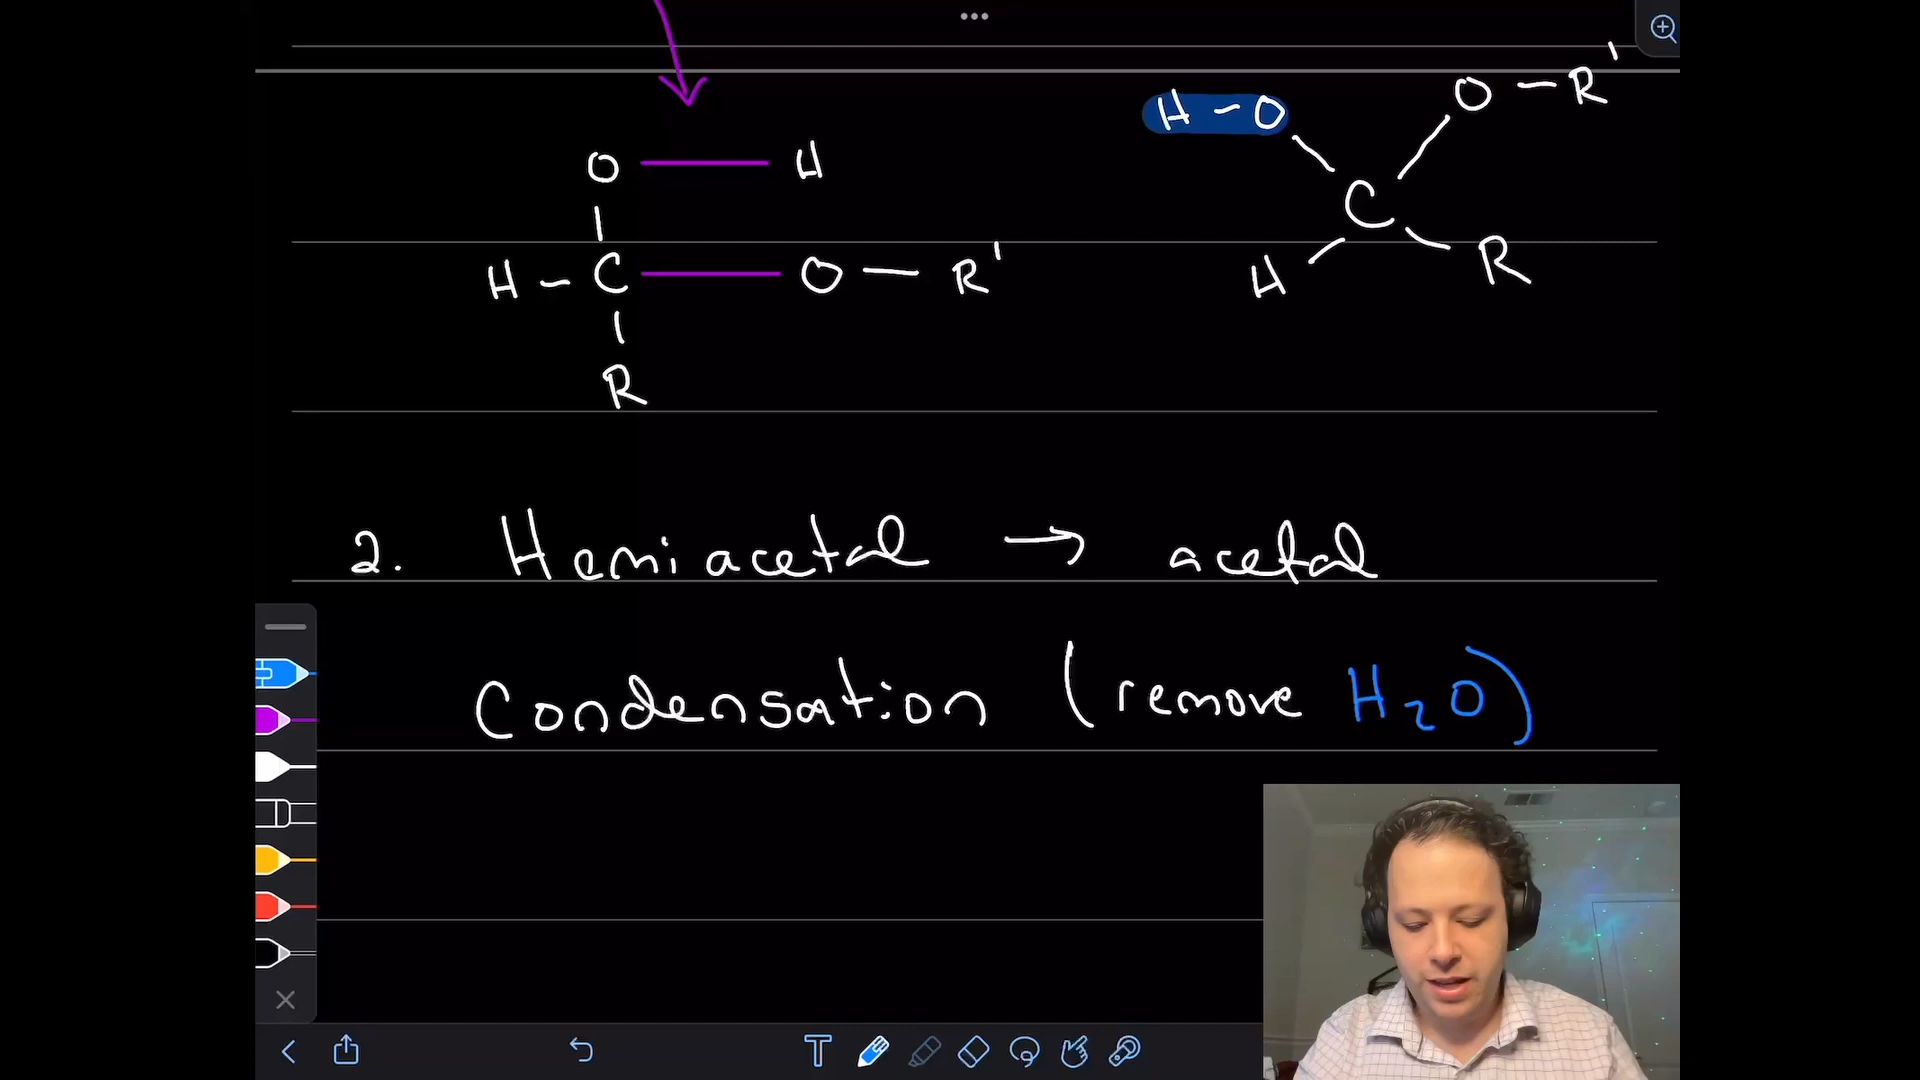 O — H
H - C — O — R'
R
H - O
O - R'
C
H
R
2. Hemiacetal → acetal
Condensation (remove H2O)
T